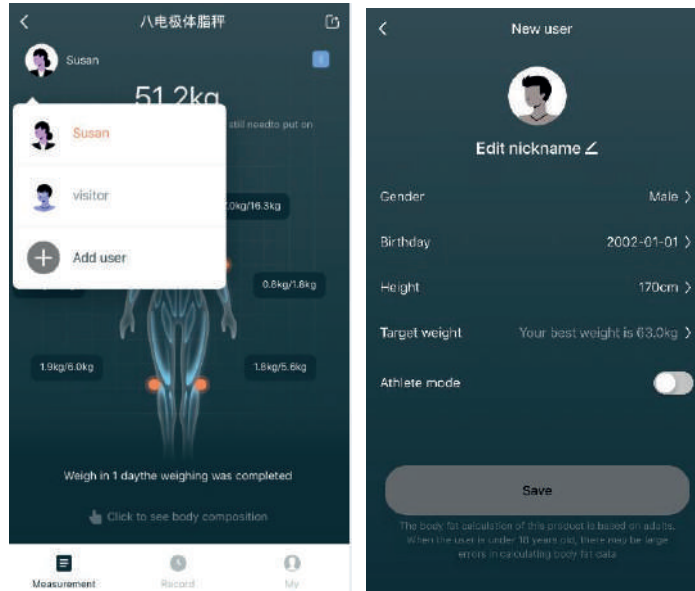 八电极体脂秤
Susan
51.2kg
still needto put on
Susan
visitor
.0kg/16.3kg
Add user
0.8kg/1.8kg
1.9kg/6.0kg
1.8kg/5.6kg
Weigh in 1 daythe weighing was completed
Click to see body composition
Measurement
Record
My
New user
Edit nickname
Gender Male
Birthday 2002-01-01
Height 170cm
Target weight Your best weight is 63.0kg
Athlete mode
Save
The body fat calculation of this product is based on adults.
When the user is under 18 years old, there may be large
errors in calculating body fat data